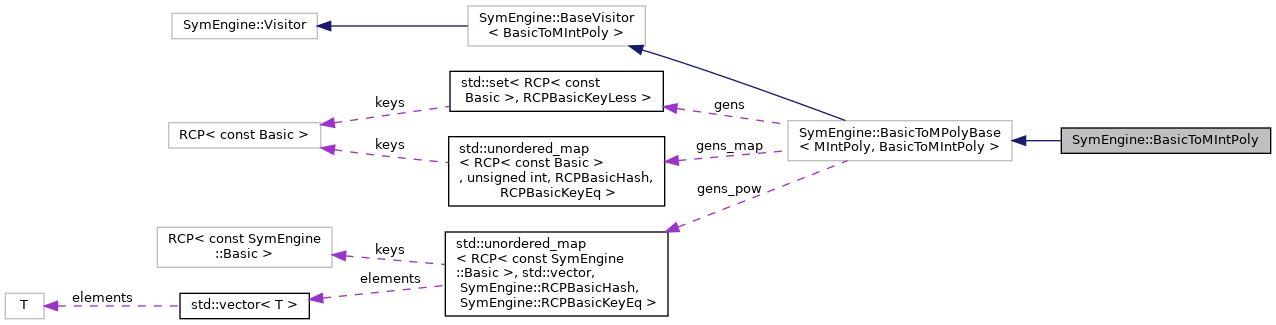 SymEngine::Visitor
SymEngine::BaseVisitor
< BasicToMIntPoly >
std::set< RCP< const
Basic >, RCPBasicKeyLess >
keys
gens
RCP< const Basic >
keys
std::unordered_map
< RCP< const Basic >
, unsigned int, RCPBasicHash,
RCPBasicKeyEq >
gens_map
SymEngine::BasicToMPolyBase
< MIntPoly, BasicToMIntPoly >
SymEngine::BasicToMIntPoly
gens_pow
RCP< const SymEngine
::Basic >
keys
std::unordered_map
< RCP< const SymEngine
::Basic >, std::vector,
SymEngine::RCPBasicHash,
SymEngine::RCPBasicKeyEq >
elements
T
elements
std::vector< T >